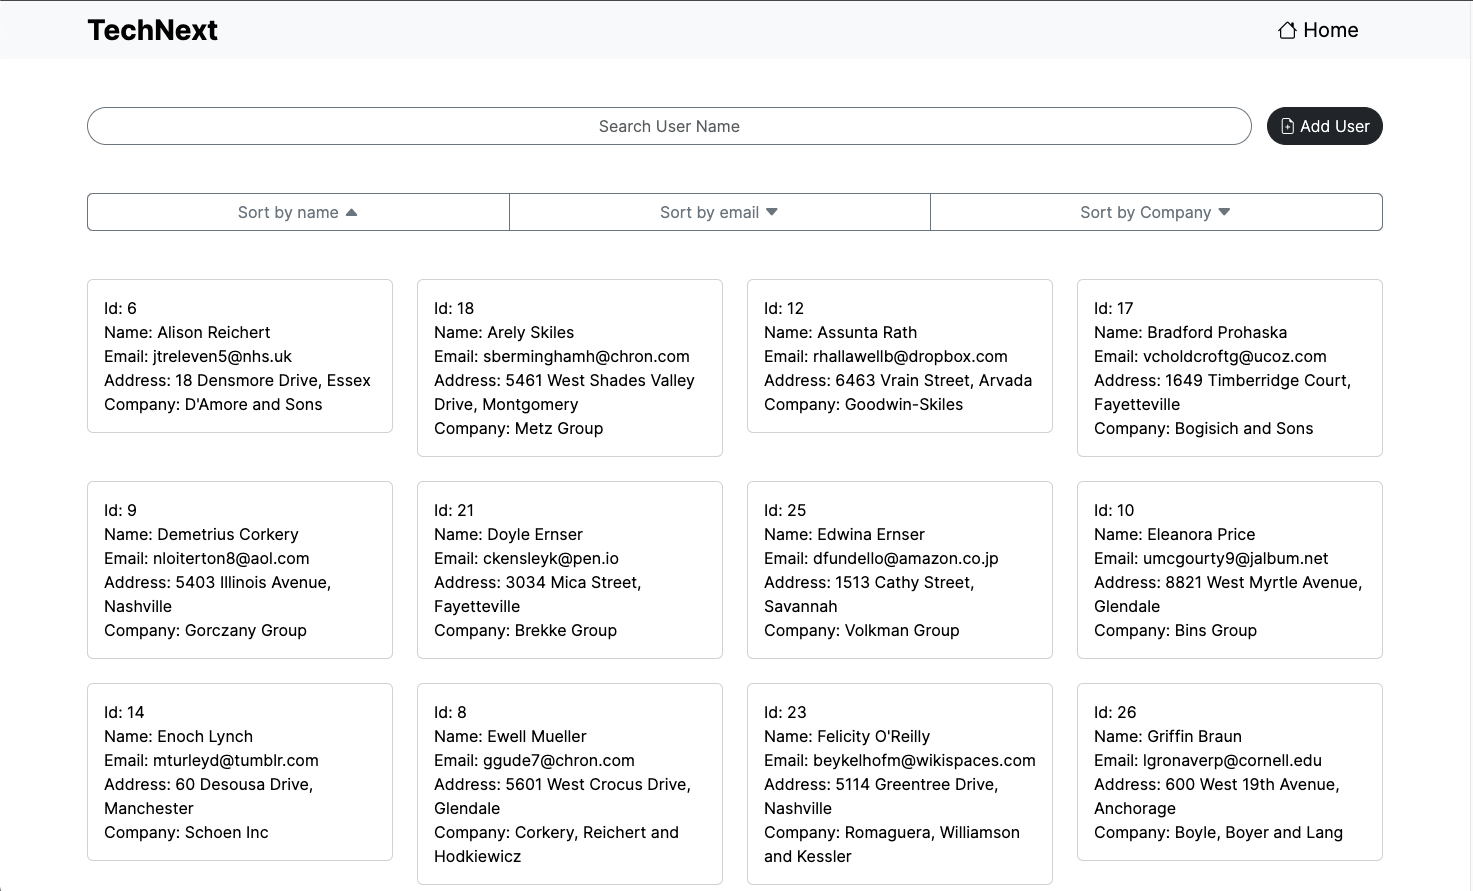 TechNext
Home
Search User Name
Add User
Sort by name
Sort by email
Sort by Company
Id: 6
Name: Alison Reichert
Email: jtreleven5@nhs.uk
Address: 18 Densmore Drive, Essex
Company: D'Amore and Sons
Id: 18
Name: Arely Skiles
Email: sberminghamh@chron.com
Address: 5461 West Shades Valley
Drive, Montgomery
Company: Metz Group
Id: 12
Name: Assunta Rath
Email: rhallawellb@dropbox.com
Address: 6463 Vrain Street, Arvada
Company: Goodwin-Skiles
Id: 17
Name: Bradford Prohaska
Email: vcholdcroftg@ucoz.com
Address: 1649 Timberridge Court,
Fayetteville
Company: Bogisich and Sons
Id: 9
Name: Demetrius Corkery
Email: nloiterton8@aol.com
Address: 5403 Illinois Avenue,
Nashville
Company: Gorczany Group
Id: 21
Name: Doyle Ernser
Email: ckensleyk@pen.io
Address: 3034 Mica Street,
Fayetteville
Company: Brekke Group
Id: 25
Name: Edwina Ernser
Email: dfundello@amazon.co.jp
Address: 1513 Cathy Street,
Savannah
Company: Volkman Group
Id: 10
Name: Eleanora Price
Email: umcgourty9@jalbum.net
Address: 8821 West Myrtle Avenue,
Glendale
Company: Bins Group
Id: 14
Name: Enoch Lynch
Email: mturleyd@tumblr.com
Address: 60 Desousa Drive,
Manchester
Company: Schoen Inc
Id: 8
Name: Ewell Mueller
Email: ggude7@chron.com
Address: 5601 West Crocus Drive,
Glendale
Company: Corkery, Reichert and
Hodkiewicz
Id: 23
Name: Felicity O'Reilly
Email: beykelhofm@wikispaces.com
Address: 5114 Greentree Drive,
Nashville
Company: Romaguera, Williamson
and Kessler
Id: 26
Name: Griffin Braun
Email: lgronaverp@cornell.edu
Address: 600 West 19th Avenue,
Anchorage
Company: Boyle, Boyer and Lang